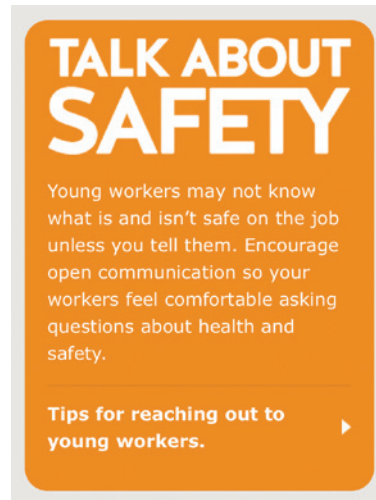 TALK ABOUT
SAFETY
Young workers may not know
what is and isn't safe on the job
unless you tell them. Encourage
open communication so your
workers feel comfortable asking
questions about health and
safety.
Tips for reaching out to
young workers.